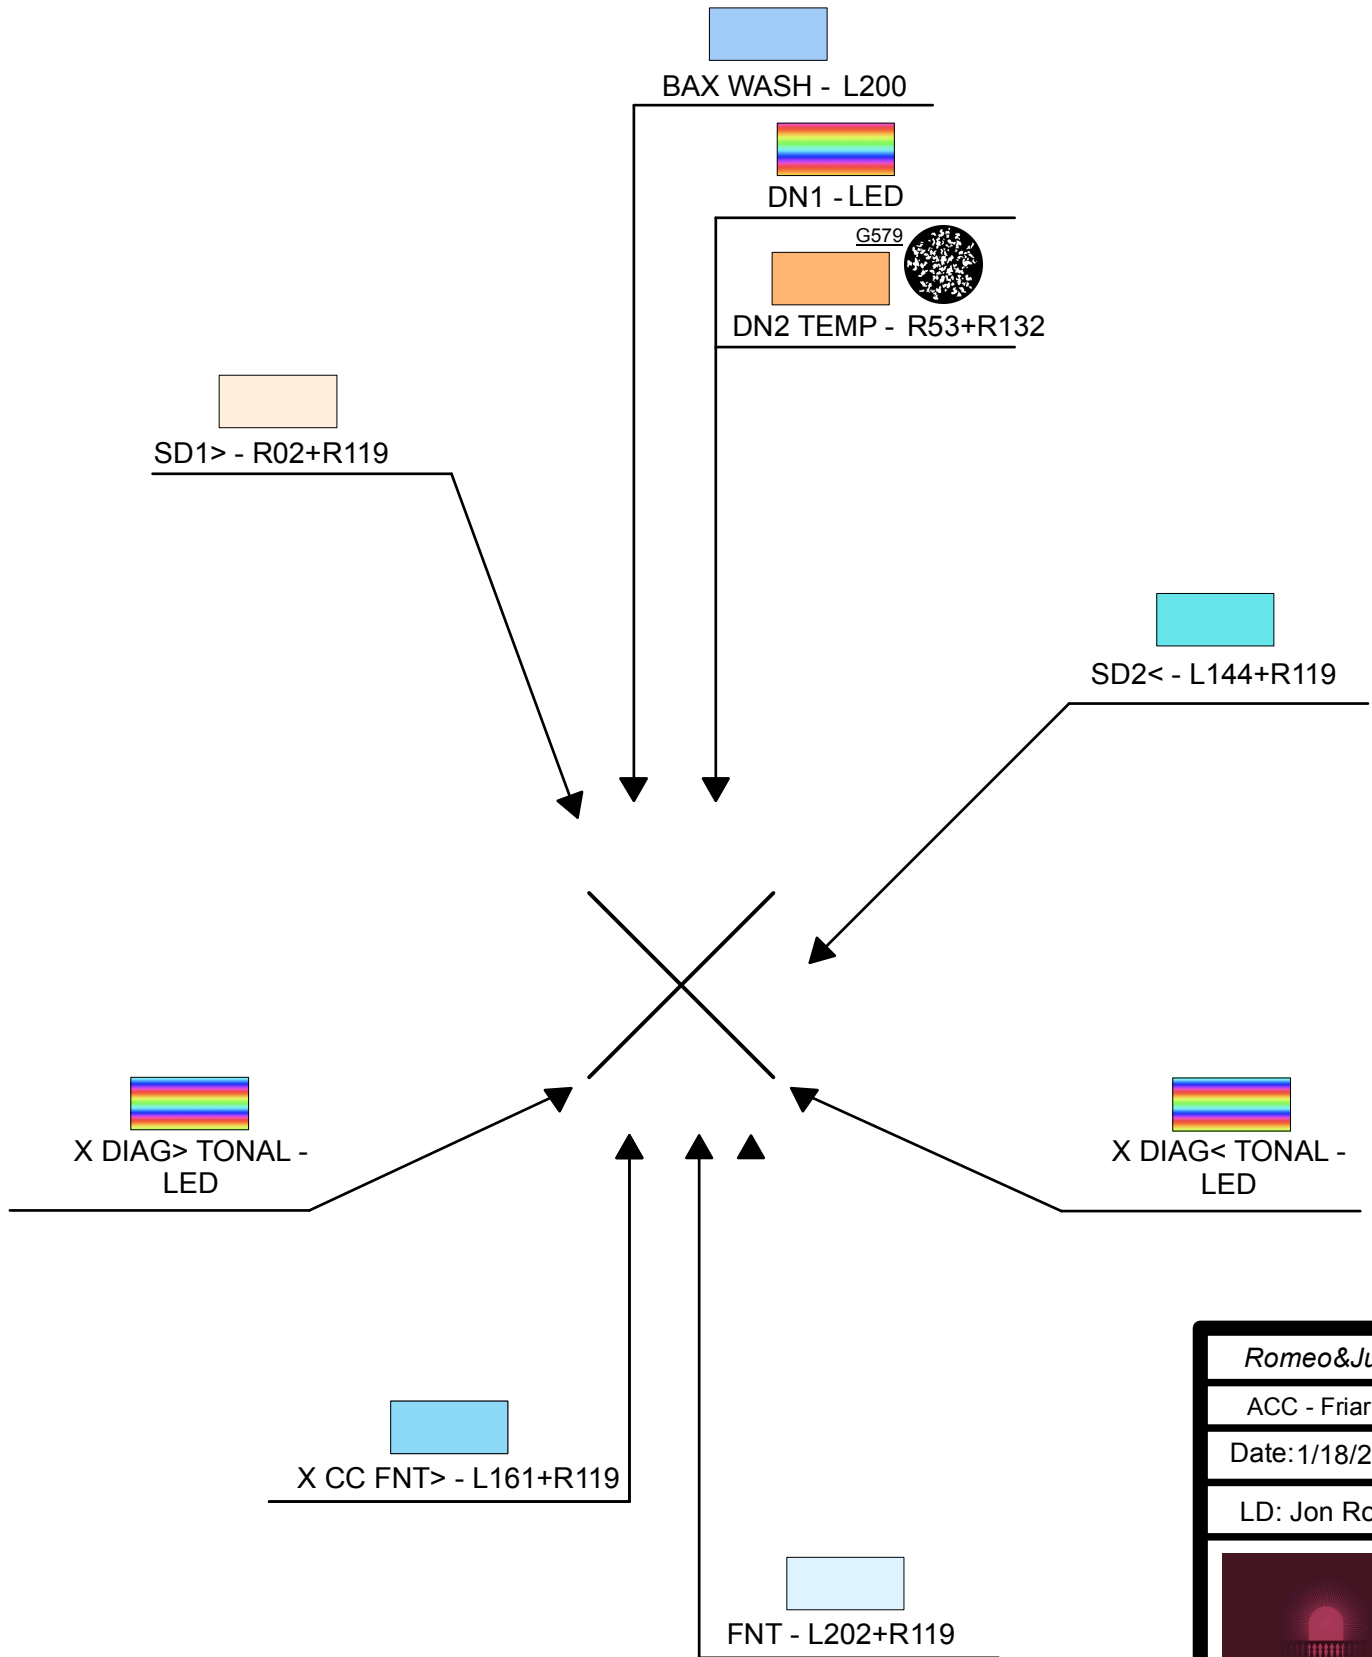 BAX WASH - L200
DN1 - LED
G579
DN2 TEMP - R53+R132
SD1> - R02+R119
SD2< - L144+R119
X DIAG> TONAL -
LED
X DIAG< TONAL -
LED
X CC FNT> - L161+R119
FNT - L202+R119
Romeo&Ju
ACC - Friar
Date: 1/18/2
LD: Jon Ro